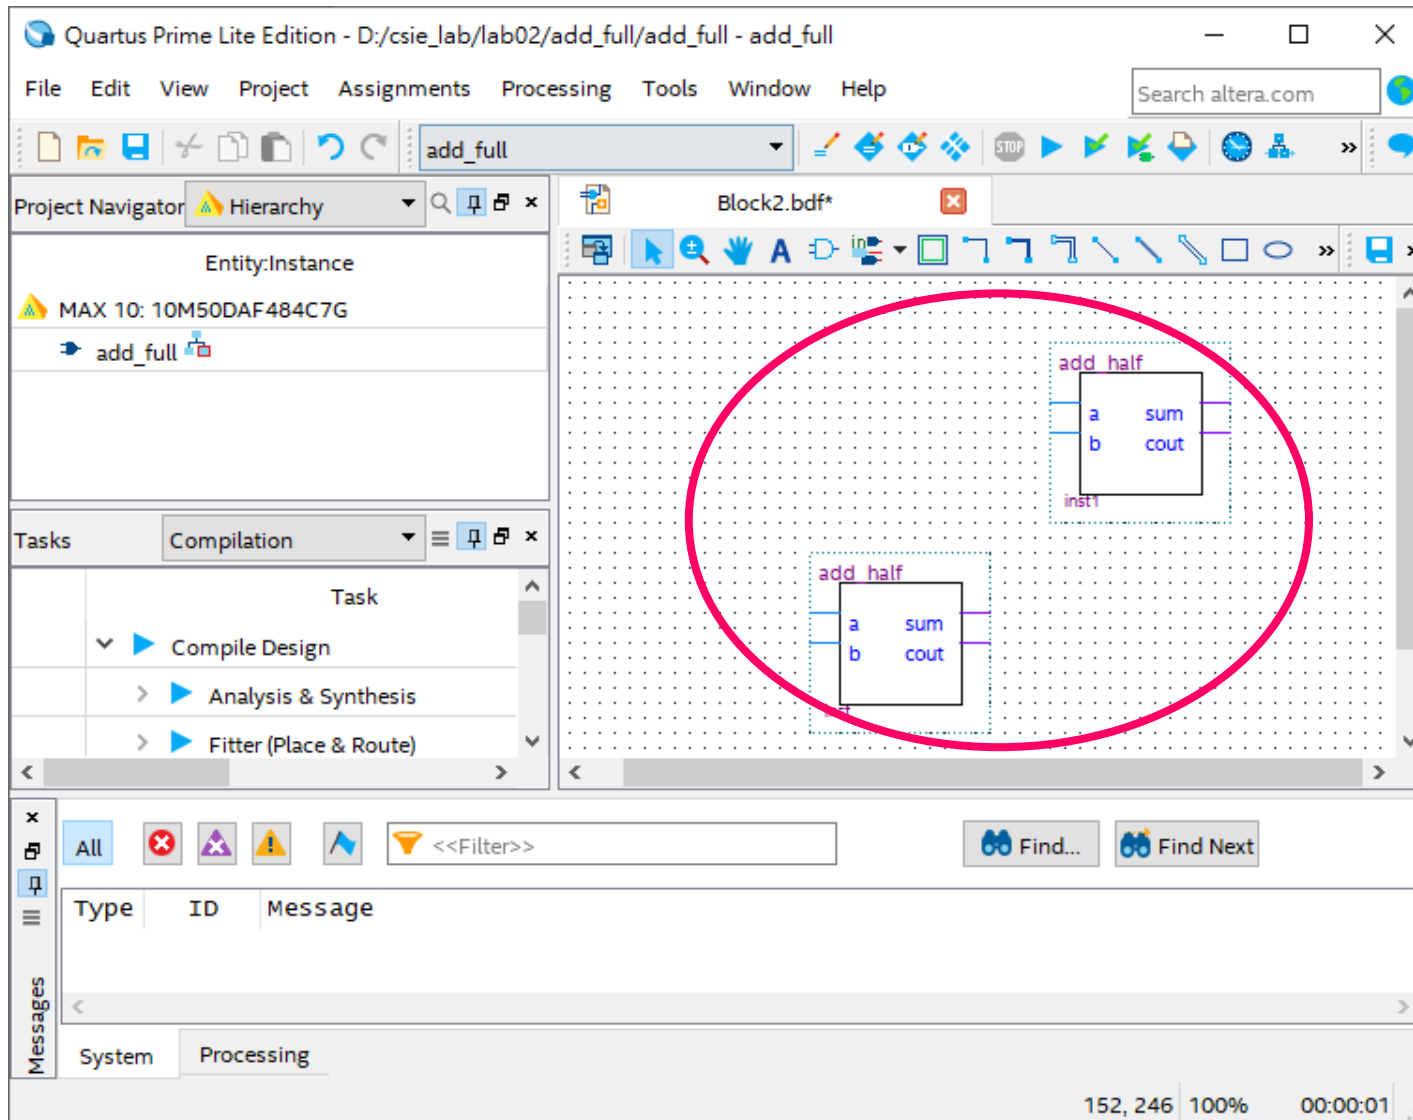 Quartus Prime Lite Edition - D:/csie_lab/lab02/add_full/add_full - add_full
File Edit View Project Assignments Processing Tools Window Help
Search altera.com
add_full
STOP
Project Navigator Hierarchy
Block2.bdf*
Entity:Instance
MAX 10: 10M50DAF484C7G
add_full
add_half
a sum
b cout
inst1
Tasks Compilation
Task
Compile Design
Analysis & Synthesis
Fitter (Place & Route)
add_half
a sum
b cout
inst
All <<Filter>> Find... Find Next
Type ID Message
Messages
System Processing
152, 246 100% 00:00:01